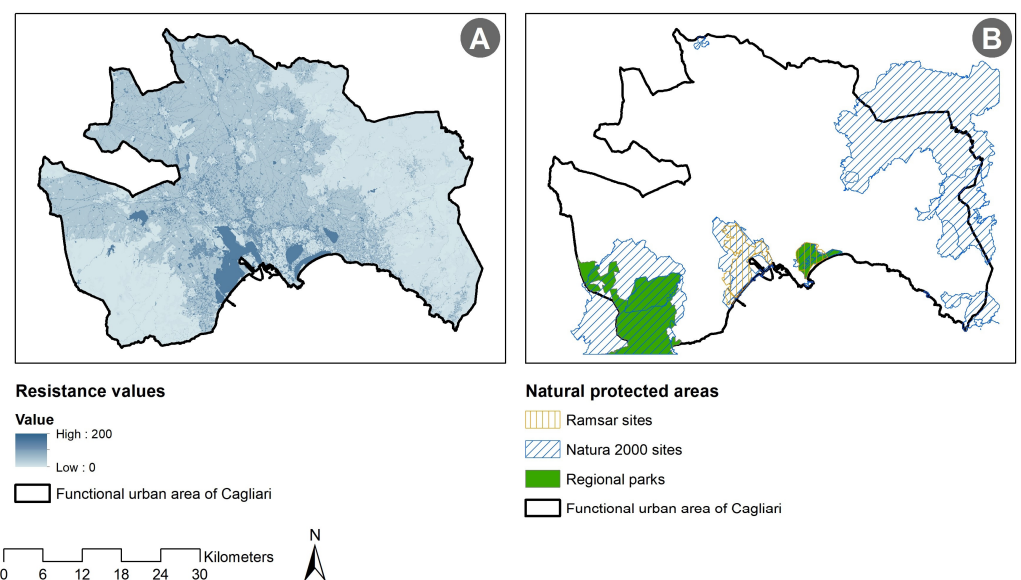 A
B
Resistance values
Value
High : 200
Low : 0
Functional urban area of Cagliari
Natural protected areas
Ramsar sites
Natura 2000 sites
Regional parks
Functional urban area of Cagliari
N
Kilometers
0 6 12 18 24 30